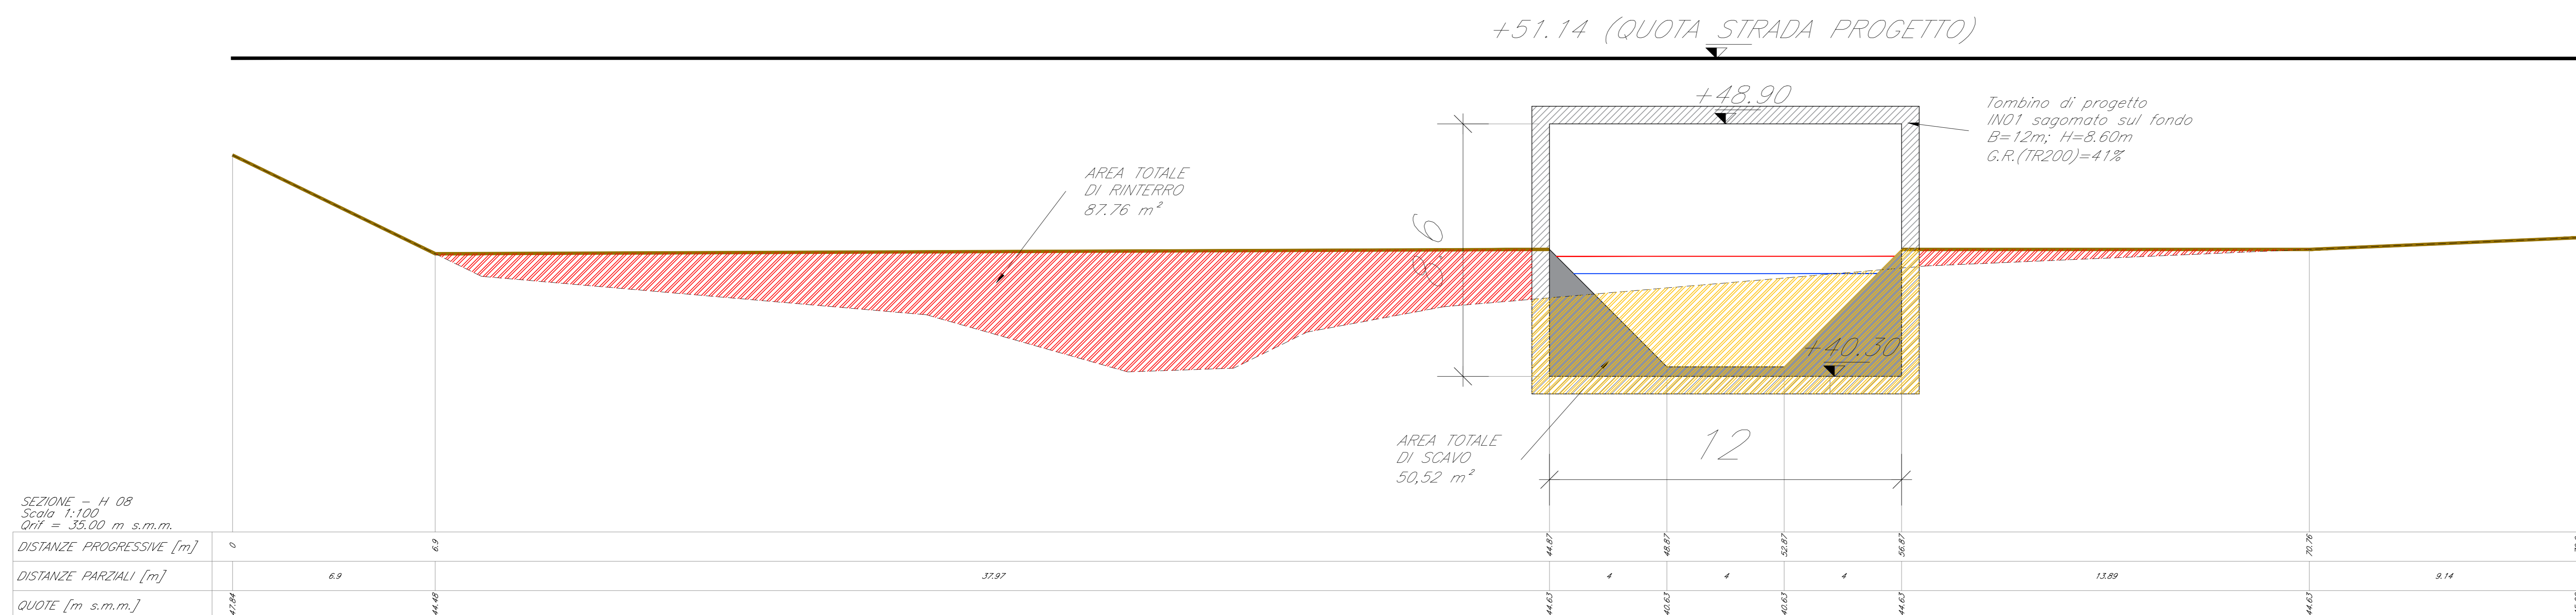 +51.14 (QUOTA STRADA PROGETTO)
+48.90
Tombino di progetto
IN01 sagomato sul fondo
B=12m; H=8.60m
G.R.(TR200)=41%
AREA TOTALE
DI RINTERRO
87.76 m²
8.6
+40.30
AREA TOTALE
DI SCAVO
50,52 m²
12
SEZIONE - H 08
Scala 1:100
Qrif = 35.00 m s.m.m.
DISTANZE PROGRESSIVE [m] 0 6.9 44.87 48.87 52.87 56.87 70.76
DISTANZE PARZIALI [m] 6.9 37.97 4 4 4 13.89 9.14
QUOTE [m s.m.m.] 47.84 44.48 44.63 40.63 40.63 44.63 44.63